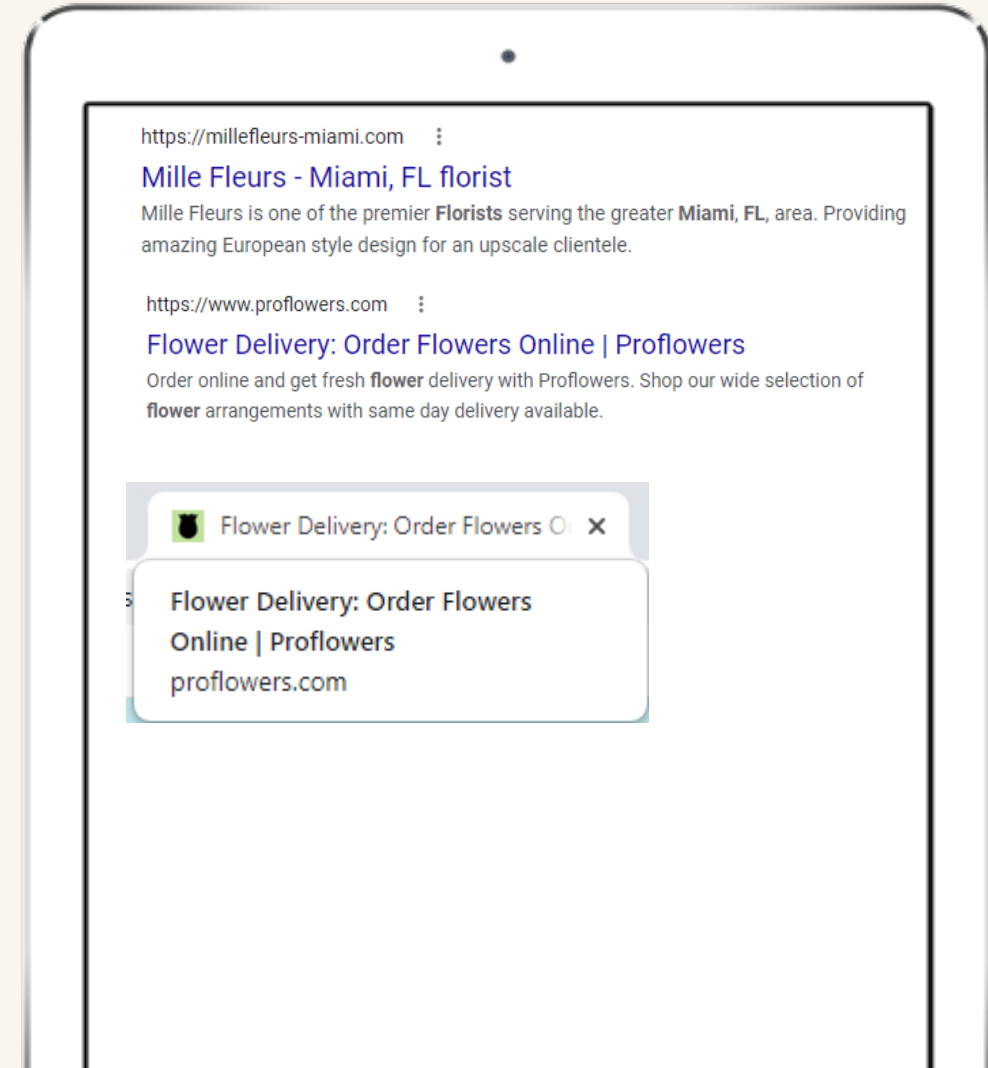 https://millefleurs-miami.com
Mille Fleurs - Miami, FL florist
Mille Fleurs is one of the premier Florists serving the greater Miami, FL, area. Providing
amazing European style design for an upscale clientele.
https://www.proflowers.com
Flower Delivery: Order Flowers Online | Proflowers
Order online and get fresh flower delivery with Proflowers. Shop our wide selection of
flower arrangements with same day delivery available.
Flower Delivery: Order Flowers O
s
Flower Delivery: Order Flowers
Online | Proflowers
proflowers.com